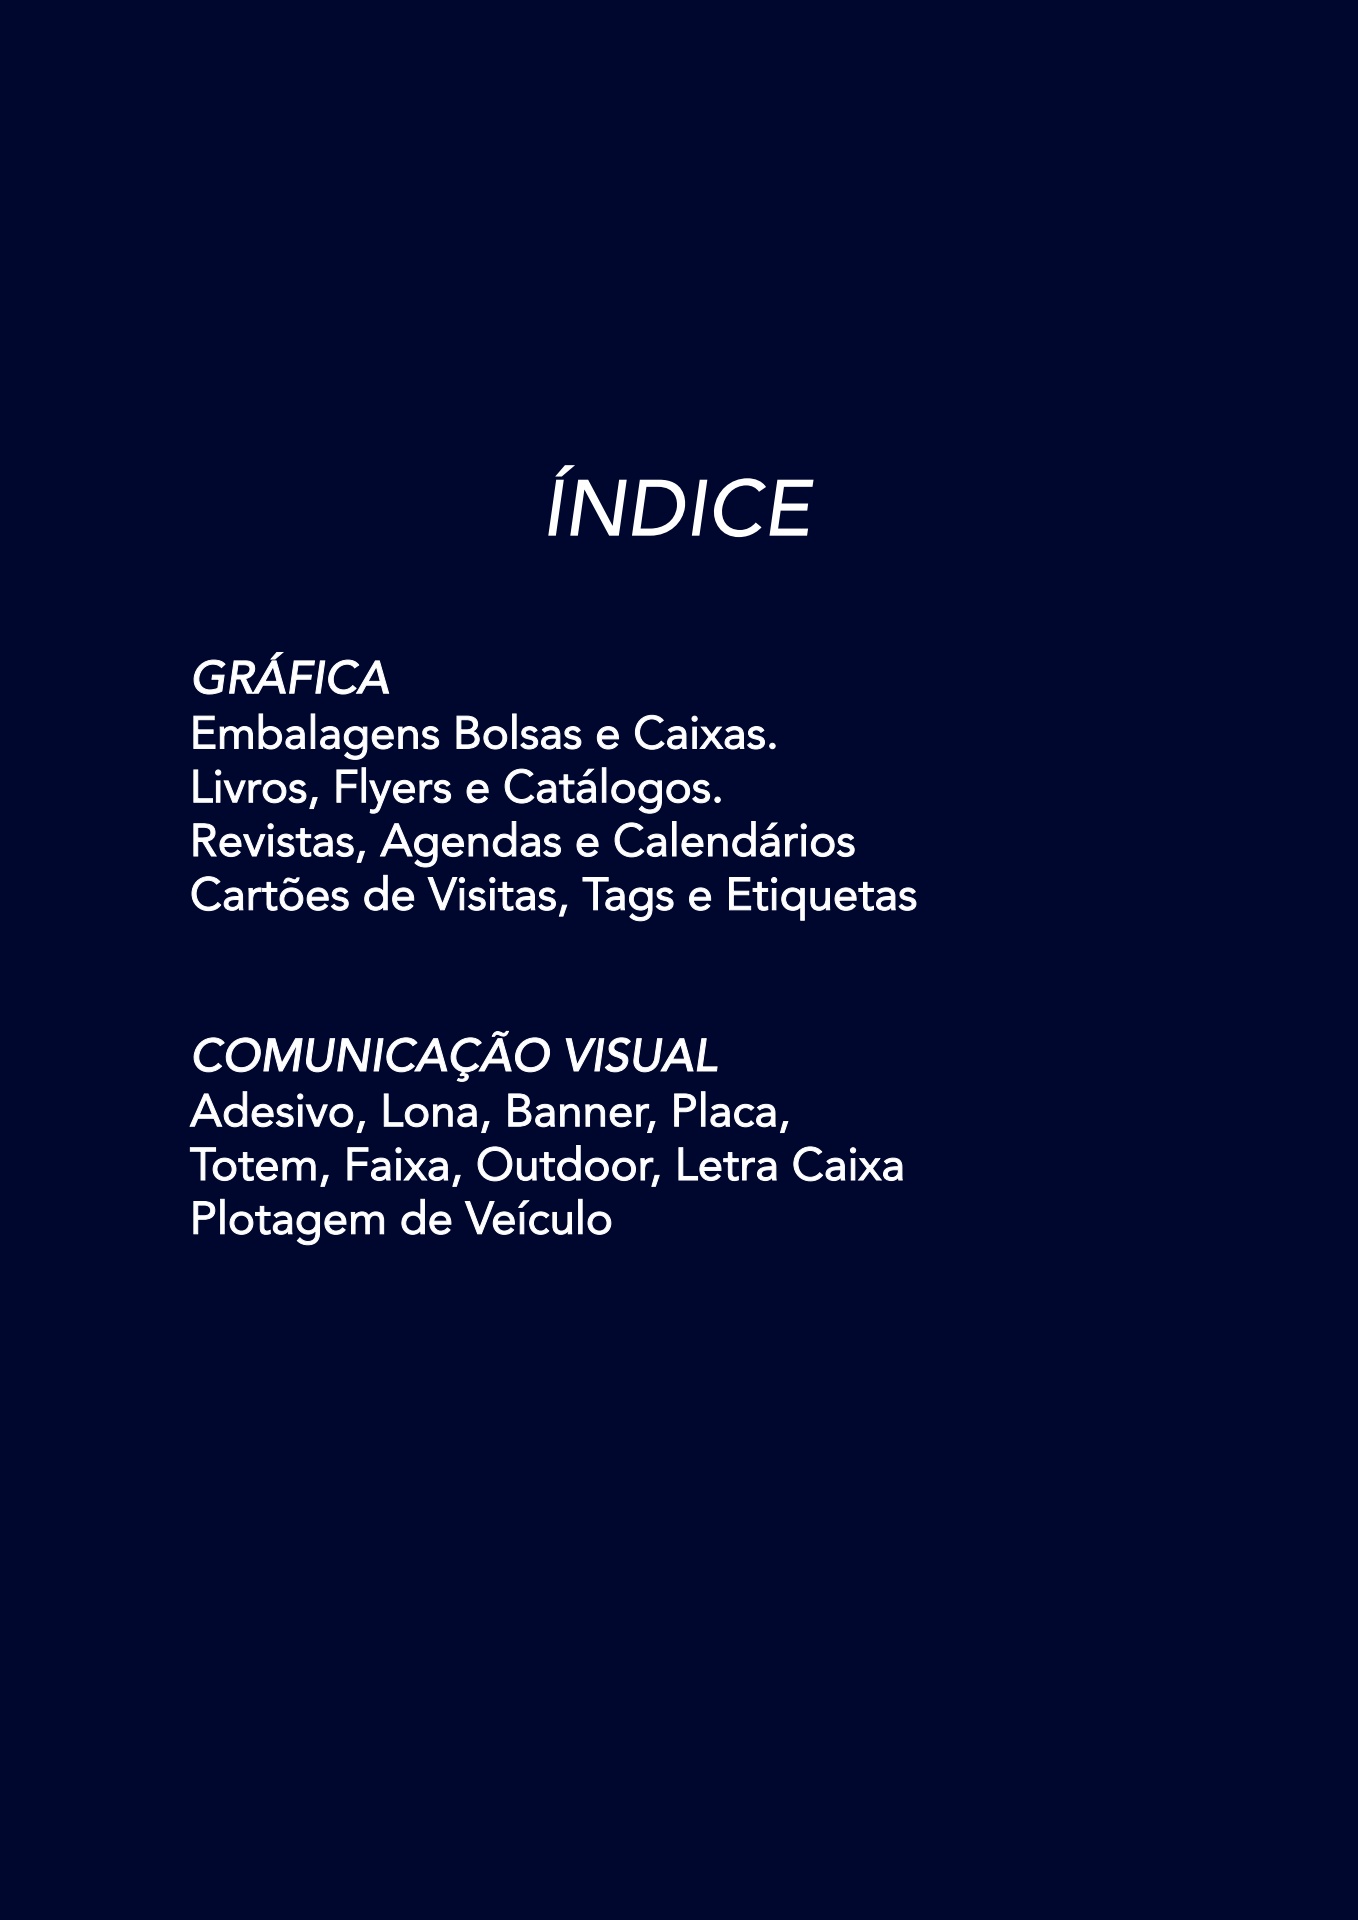 ÍNDICE
GRÁFICA
Embalagens Bolsas e Caixas.
Livros, Flyers e Catálogos.
Revistas, Agendas e Calendários
Cartões de Visitas, Tags e Etiquetas
COMUNICAÇÃO VISUAL
Adesivo, Lona, Banner, Placa,
Totem, Faixa, Outdoor, Letra Caixa
Plotagem de Veículo